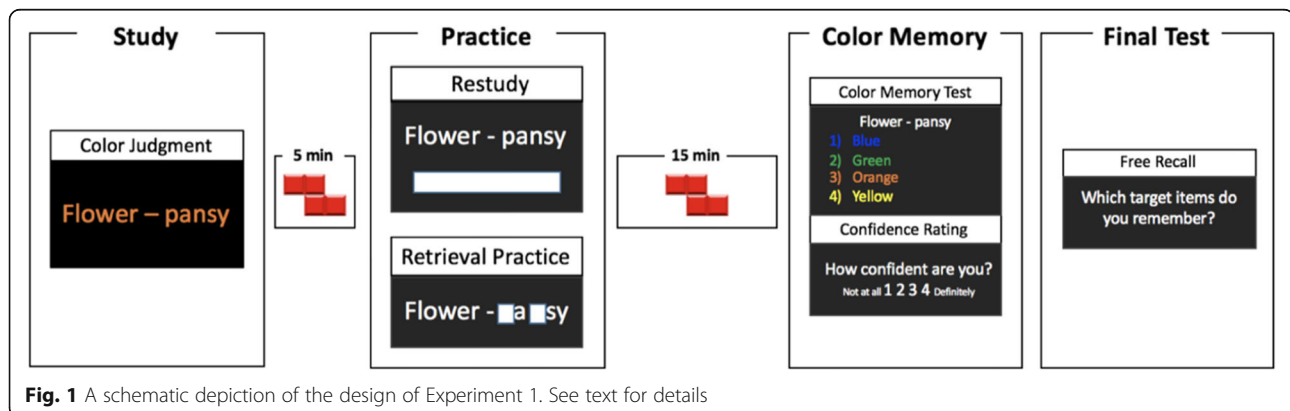 Study
Color Judgment
Flower – pansy
5 min
Practice
Restudy
Flower - pansy
Retrieval Practice
Flower - a sy
15 min
Color Memory
Color Memory Test
Flower - pansy
1) Blue
2) Green
3) Orange
4) Yellow
Confidence Rating
How confident are you?
Not at all 1 2 3 4 Definitely
Final Test
Free Recall
Which target items do
you remember?
Fig. 1 A schematic depiction of the design of Experiment 1. See text for details